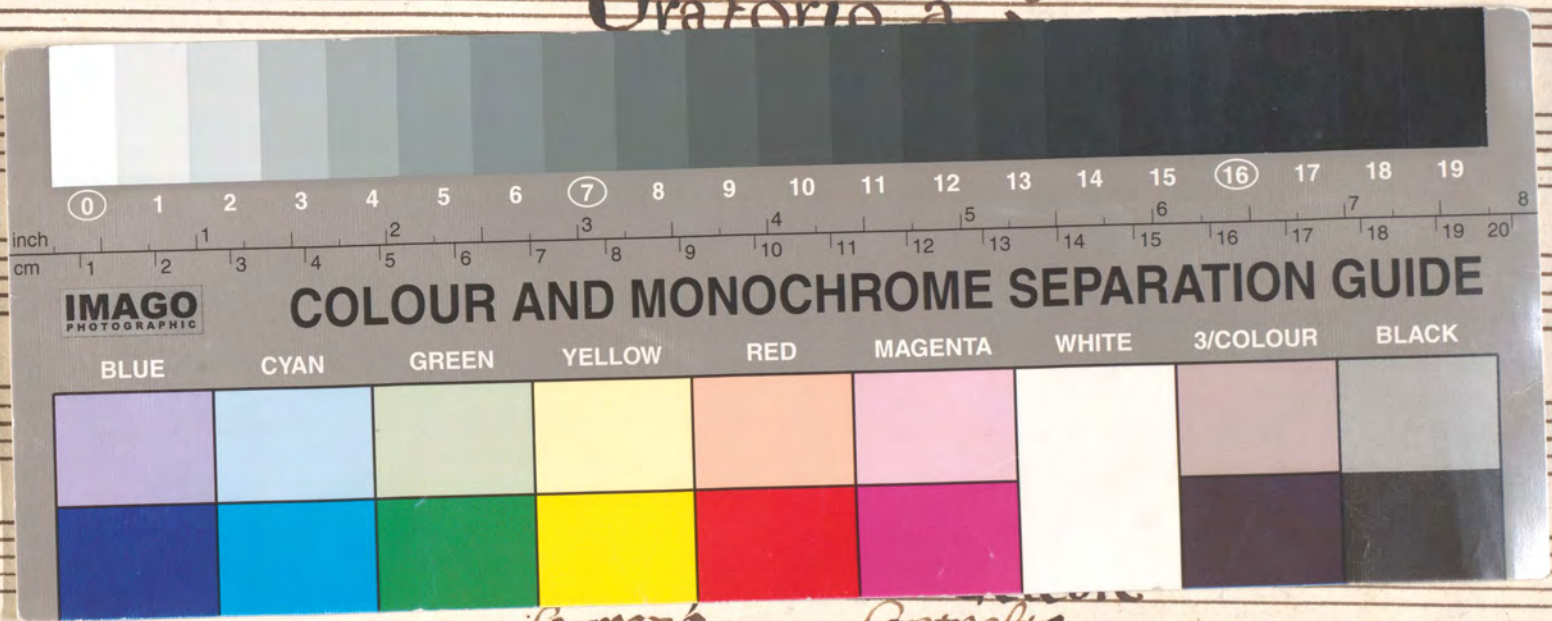 Oratorio a
0 1 2 3 4 5 6 7 8 9 10 11 12 13 14 15 16 17 18 19
inch 1 2 3 4 5 6 7 8
cm 1 2 3 4 5 6 7 8 9 10 11 12 13 14 15 16 17 18 19 20
IMAGO
PHOTOGRAPHIC
COLOUR AND MONOCHROME SEPARATION GUIDE
BLUE CYAN GREEN YELLOW RED MAGENTA WHITE 3/COLOUR BLACK